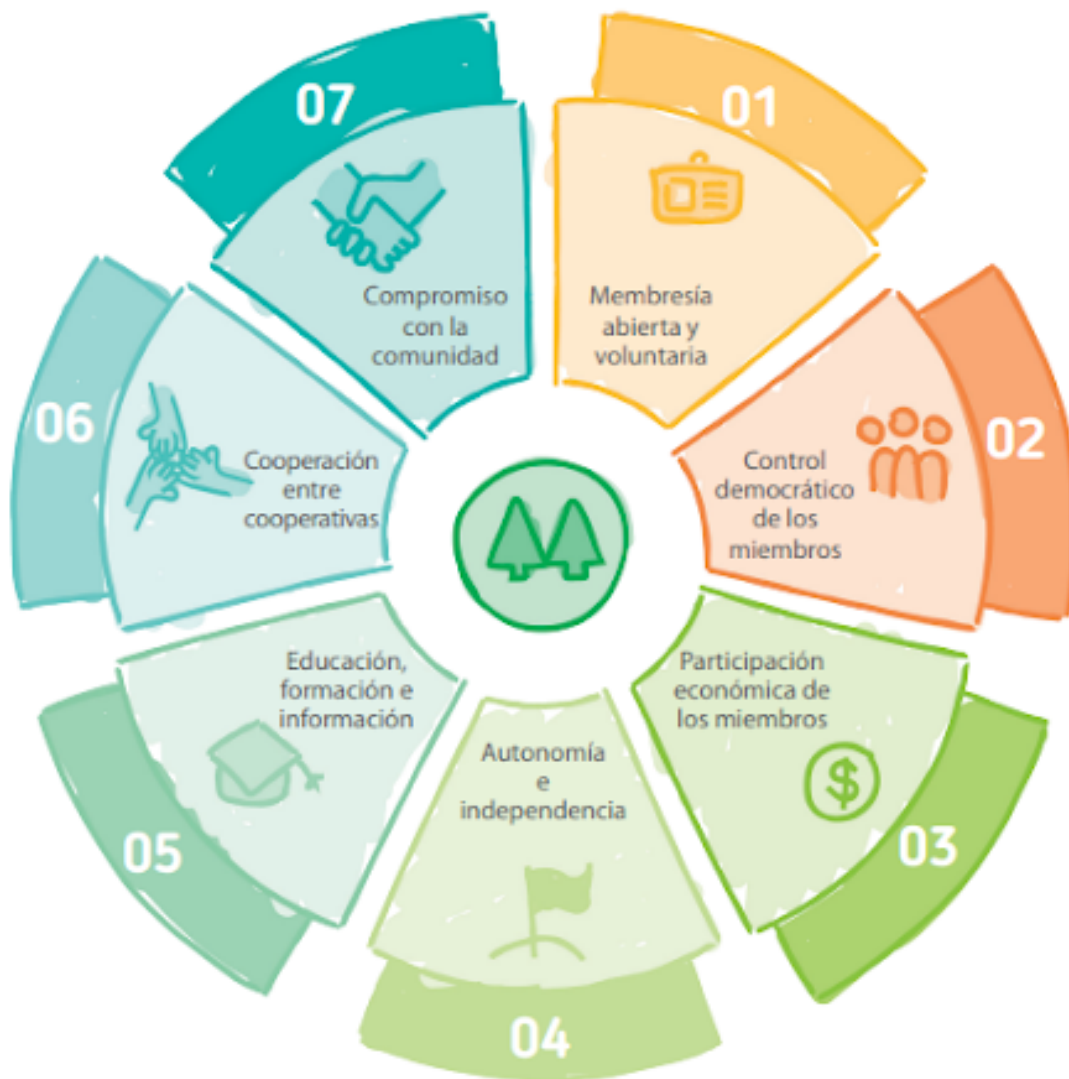 01
Membresía
abierta y
voluntaria
02
Control
democrático
de los
miembros
03
Participación
económica de
los miembros
$
04
Autonomía
e
independencia
05
Educación,
formación e
información
06
Cooperación
entre
cooperativas
07
Compromiso
con la
comunidad